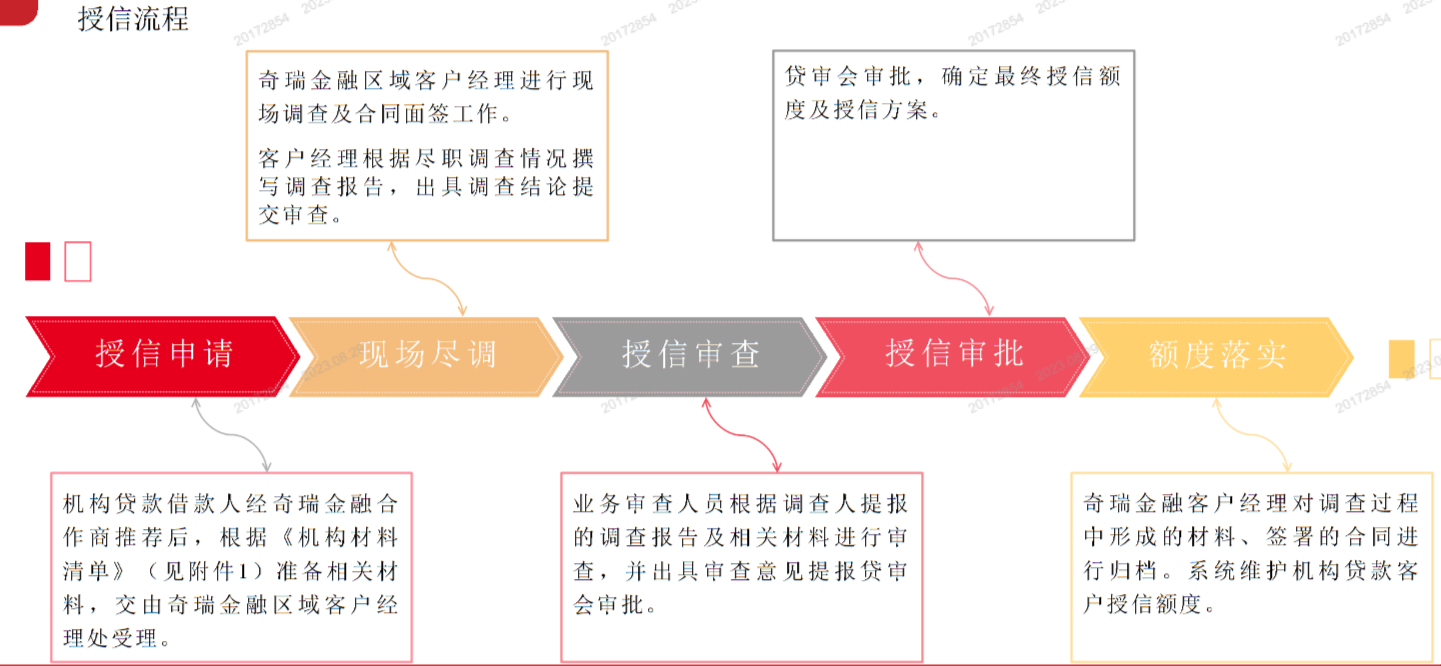 授信流程
奇瑞金融区域客户经理进行现
场调查及合同面签工作。
客户经理根据尽职调查情况撰
写调查报告，出具调查结论提
交审查。
贷审会审批，确定最终授信额
度及授信方案。
授信申请
现场尽调
授信审查
授信审批
额度落实
机构贷款借款人经奇瑞金融合
作商推荐后，根据《机构材料
清单》（见附件1）准备相关材
料，交由奇瑞金融区域客户经
理处受理。
业务审查人员根据调查人提报
的调查报告及相关材料进行审
查，并出具审查意见提报贷审
会审批。
奇瑞金融客户经理对调查过程
中形成的材料、签署的合同进
行归档。系统维护机构贷款客
户授信额度。
20172854
20172854
20172854
20172854
20172854
20172854
20172854
2023.08.29